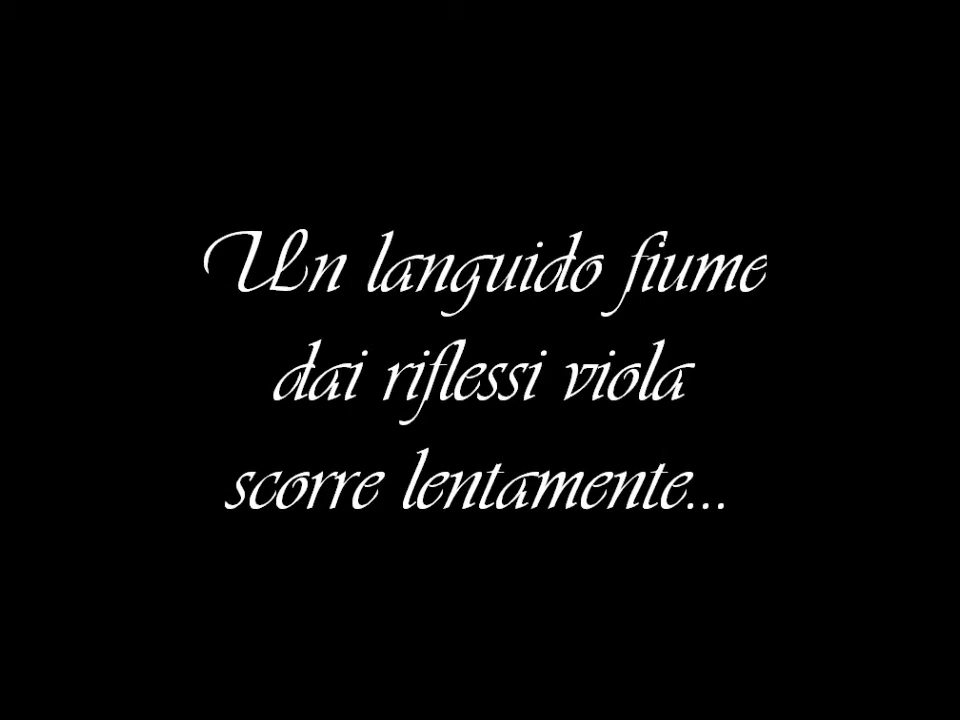 Un languido fiume
dai riflessi viola
scorre lentamente...